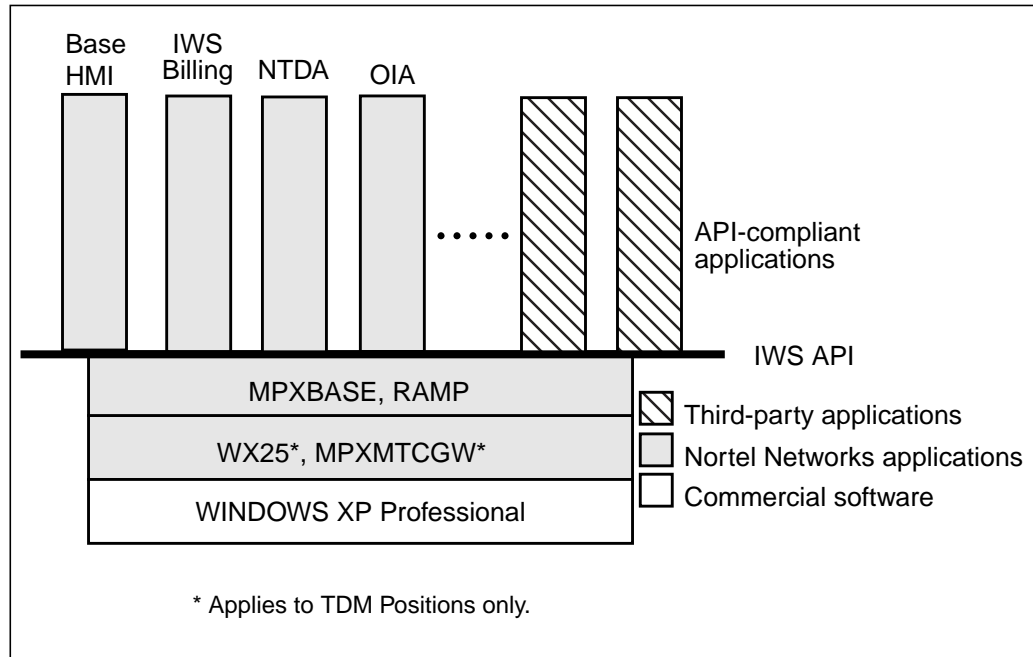 Base
HMI
IWS
Billing
NTDA
OIA
API-compliant
applications
IWS API
MPXBASE, RAMP
WX25*, MPXMTCGW*
WINDOWS XP Professional
Third-party applications
Nortel Networks applications
Commercial software
* Applies to TDM Positions only.